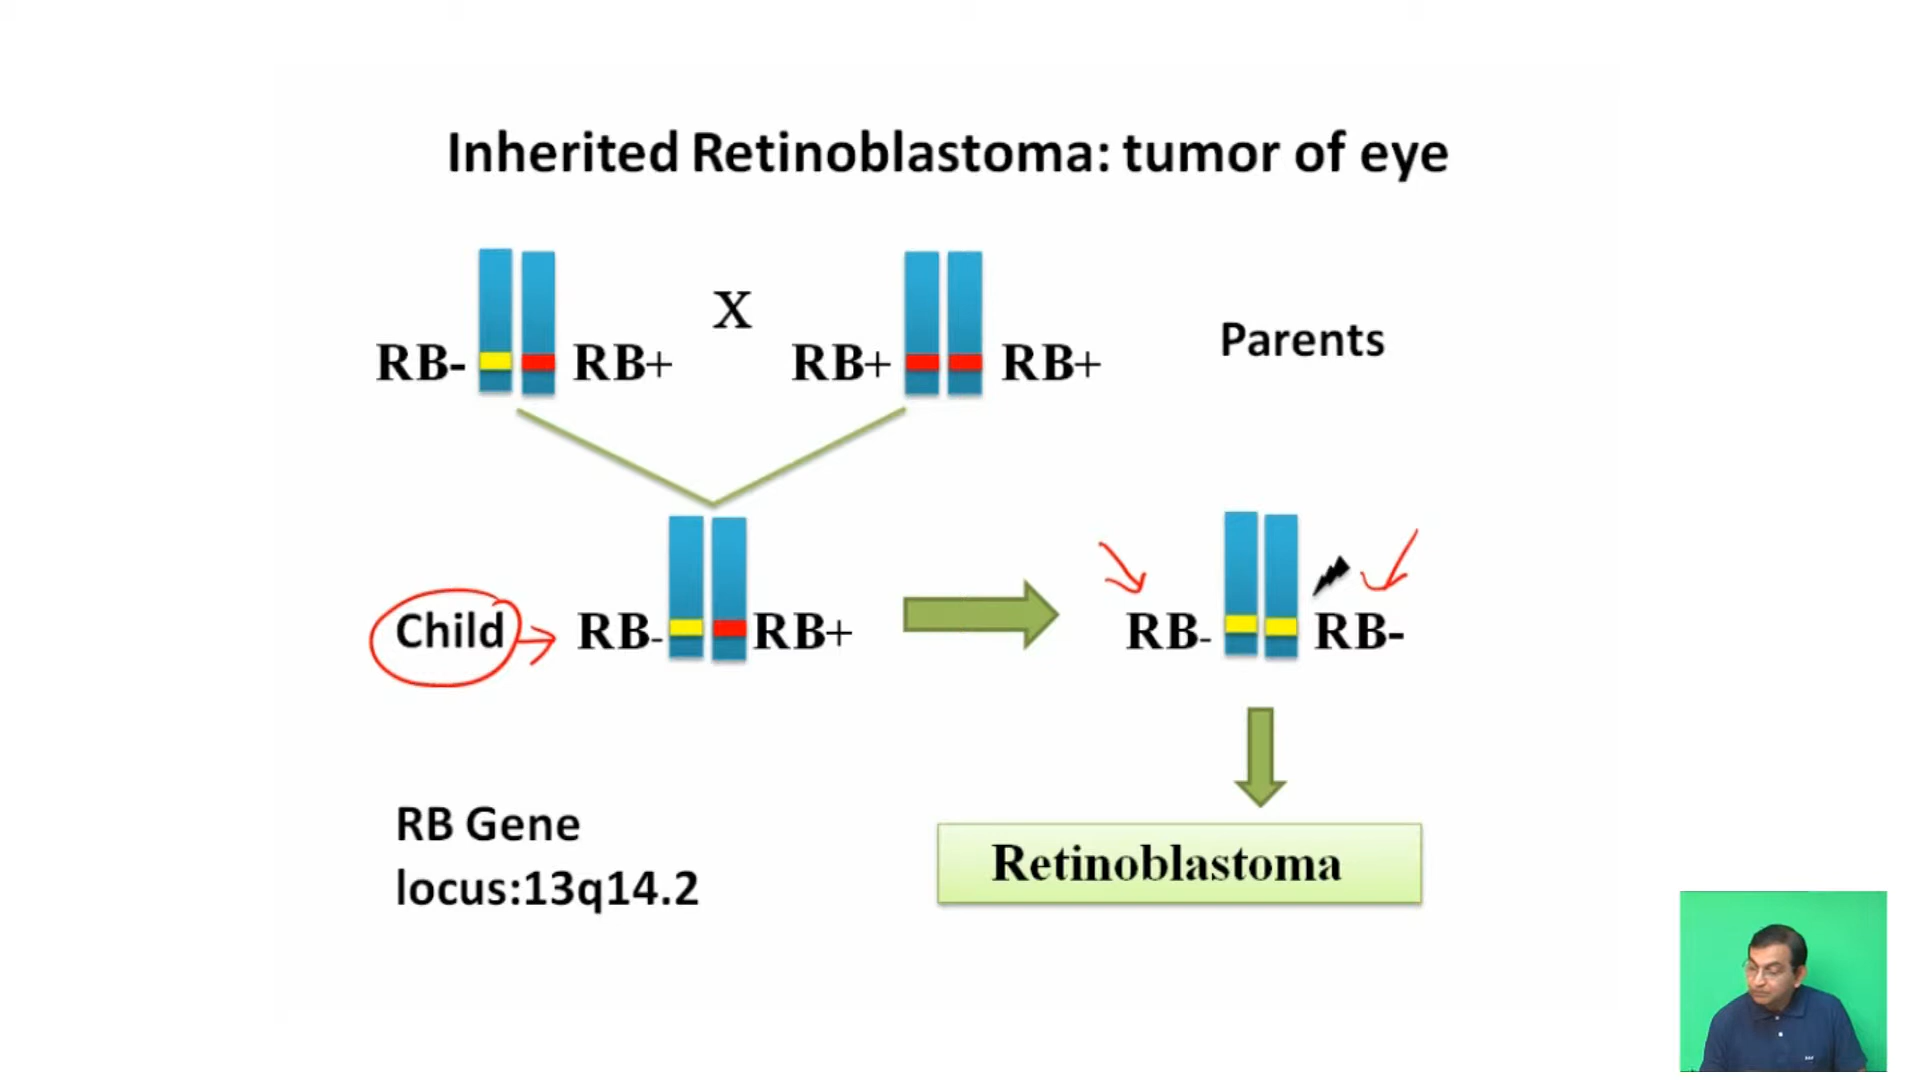 Inherited Retinoblastoma: tumor of eye
RB- RB+ X RB+ RB+ Parents
Child RB- RB+ RB- RB-
RB Gene
locus:13q14.2
Retinoblastoma